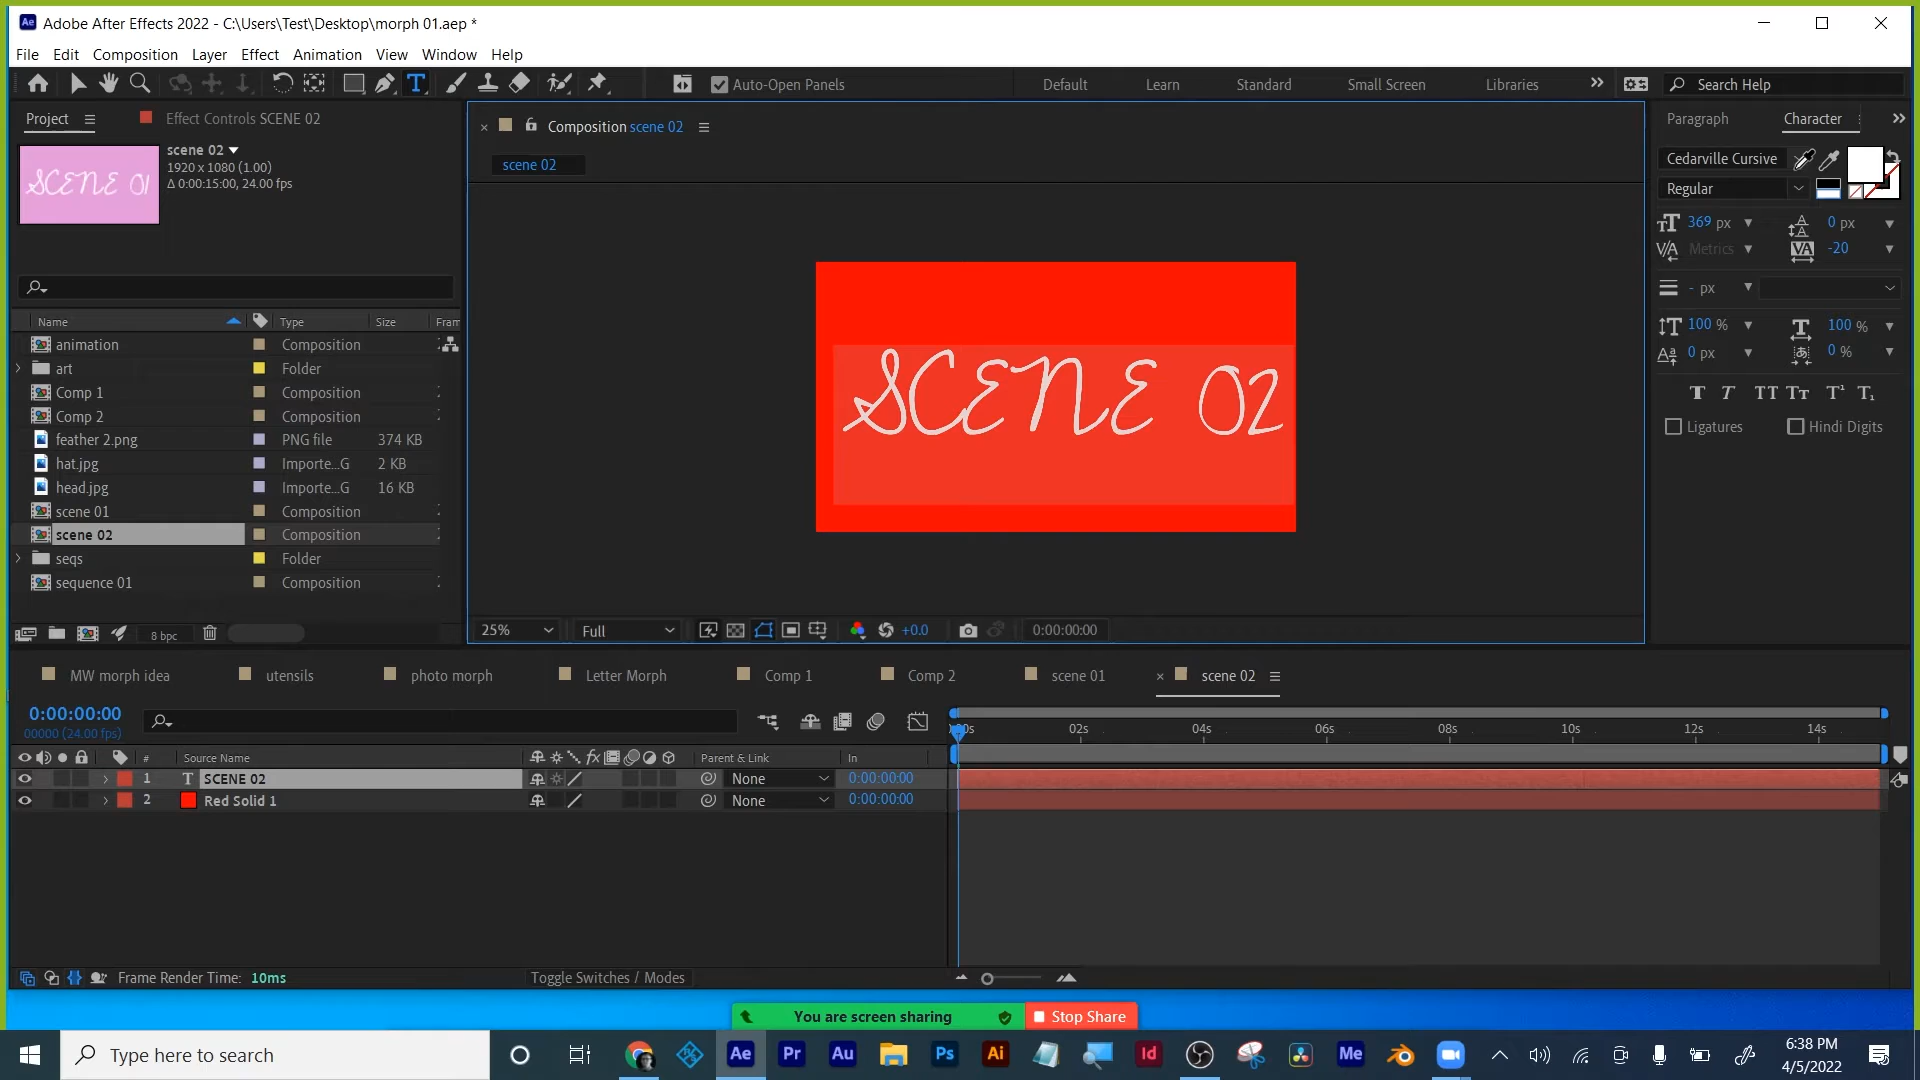 Adobe After Effects 2022 - C:\Users\Test\Desktop\morph 01.aep *
File Edit Composition Layer Effect Animation View Window Help
Auto-Open Panels Default Learn Standard Small Screen Libraries Search Help
Project Effect Controls SCENE 02
scene 02
1920 x 1080 (1.00)
Δ 0:00:15:00, 24.00 fps
SCENE 01
Name Type Size Fram
animation Composition
art Folder
Comp 1 Composition
Comp 2 Composition
feather 2.png PNG file 374 KB
hat.jpg Importe...G 2 KB
head.jpg Importe...G 16 KB
scene 01 Composition
scene 02 Composition
seqs Folder
sequence 01 Composition
8 bpc
Composition scene 02
scene 02
SCENE 02
25% Full +0.0 0:00:00:00
Paragraph Character
Cedarville Cursive
Regular
369 px 0 px
Metrics -20
- px
100 % 100 %
0 px 0 %
Ligatures Hindi Digits
MW morph idea utensils photo morph Letter Morph Comp 1 Comp 2 scene 01 scene 02
0:00:00:00
00000 (24.00 fps)
02s 04s 06s 08s 10s 12s 14s
# Source Name Parent & Link In
1 T SCENE 02 None 0:00:00:00
2 Red Solid 1 None 0:00:00:00
Frame Render Time: 10ms Toggle Switches / Modes
You are screen sharing Stop Share
Type here to search
Ae Pr Au Ps Ai Id Me
6:38 PM
4/5/2022